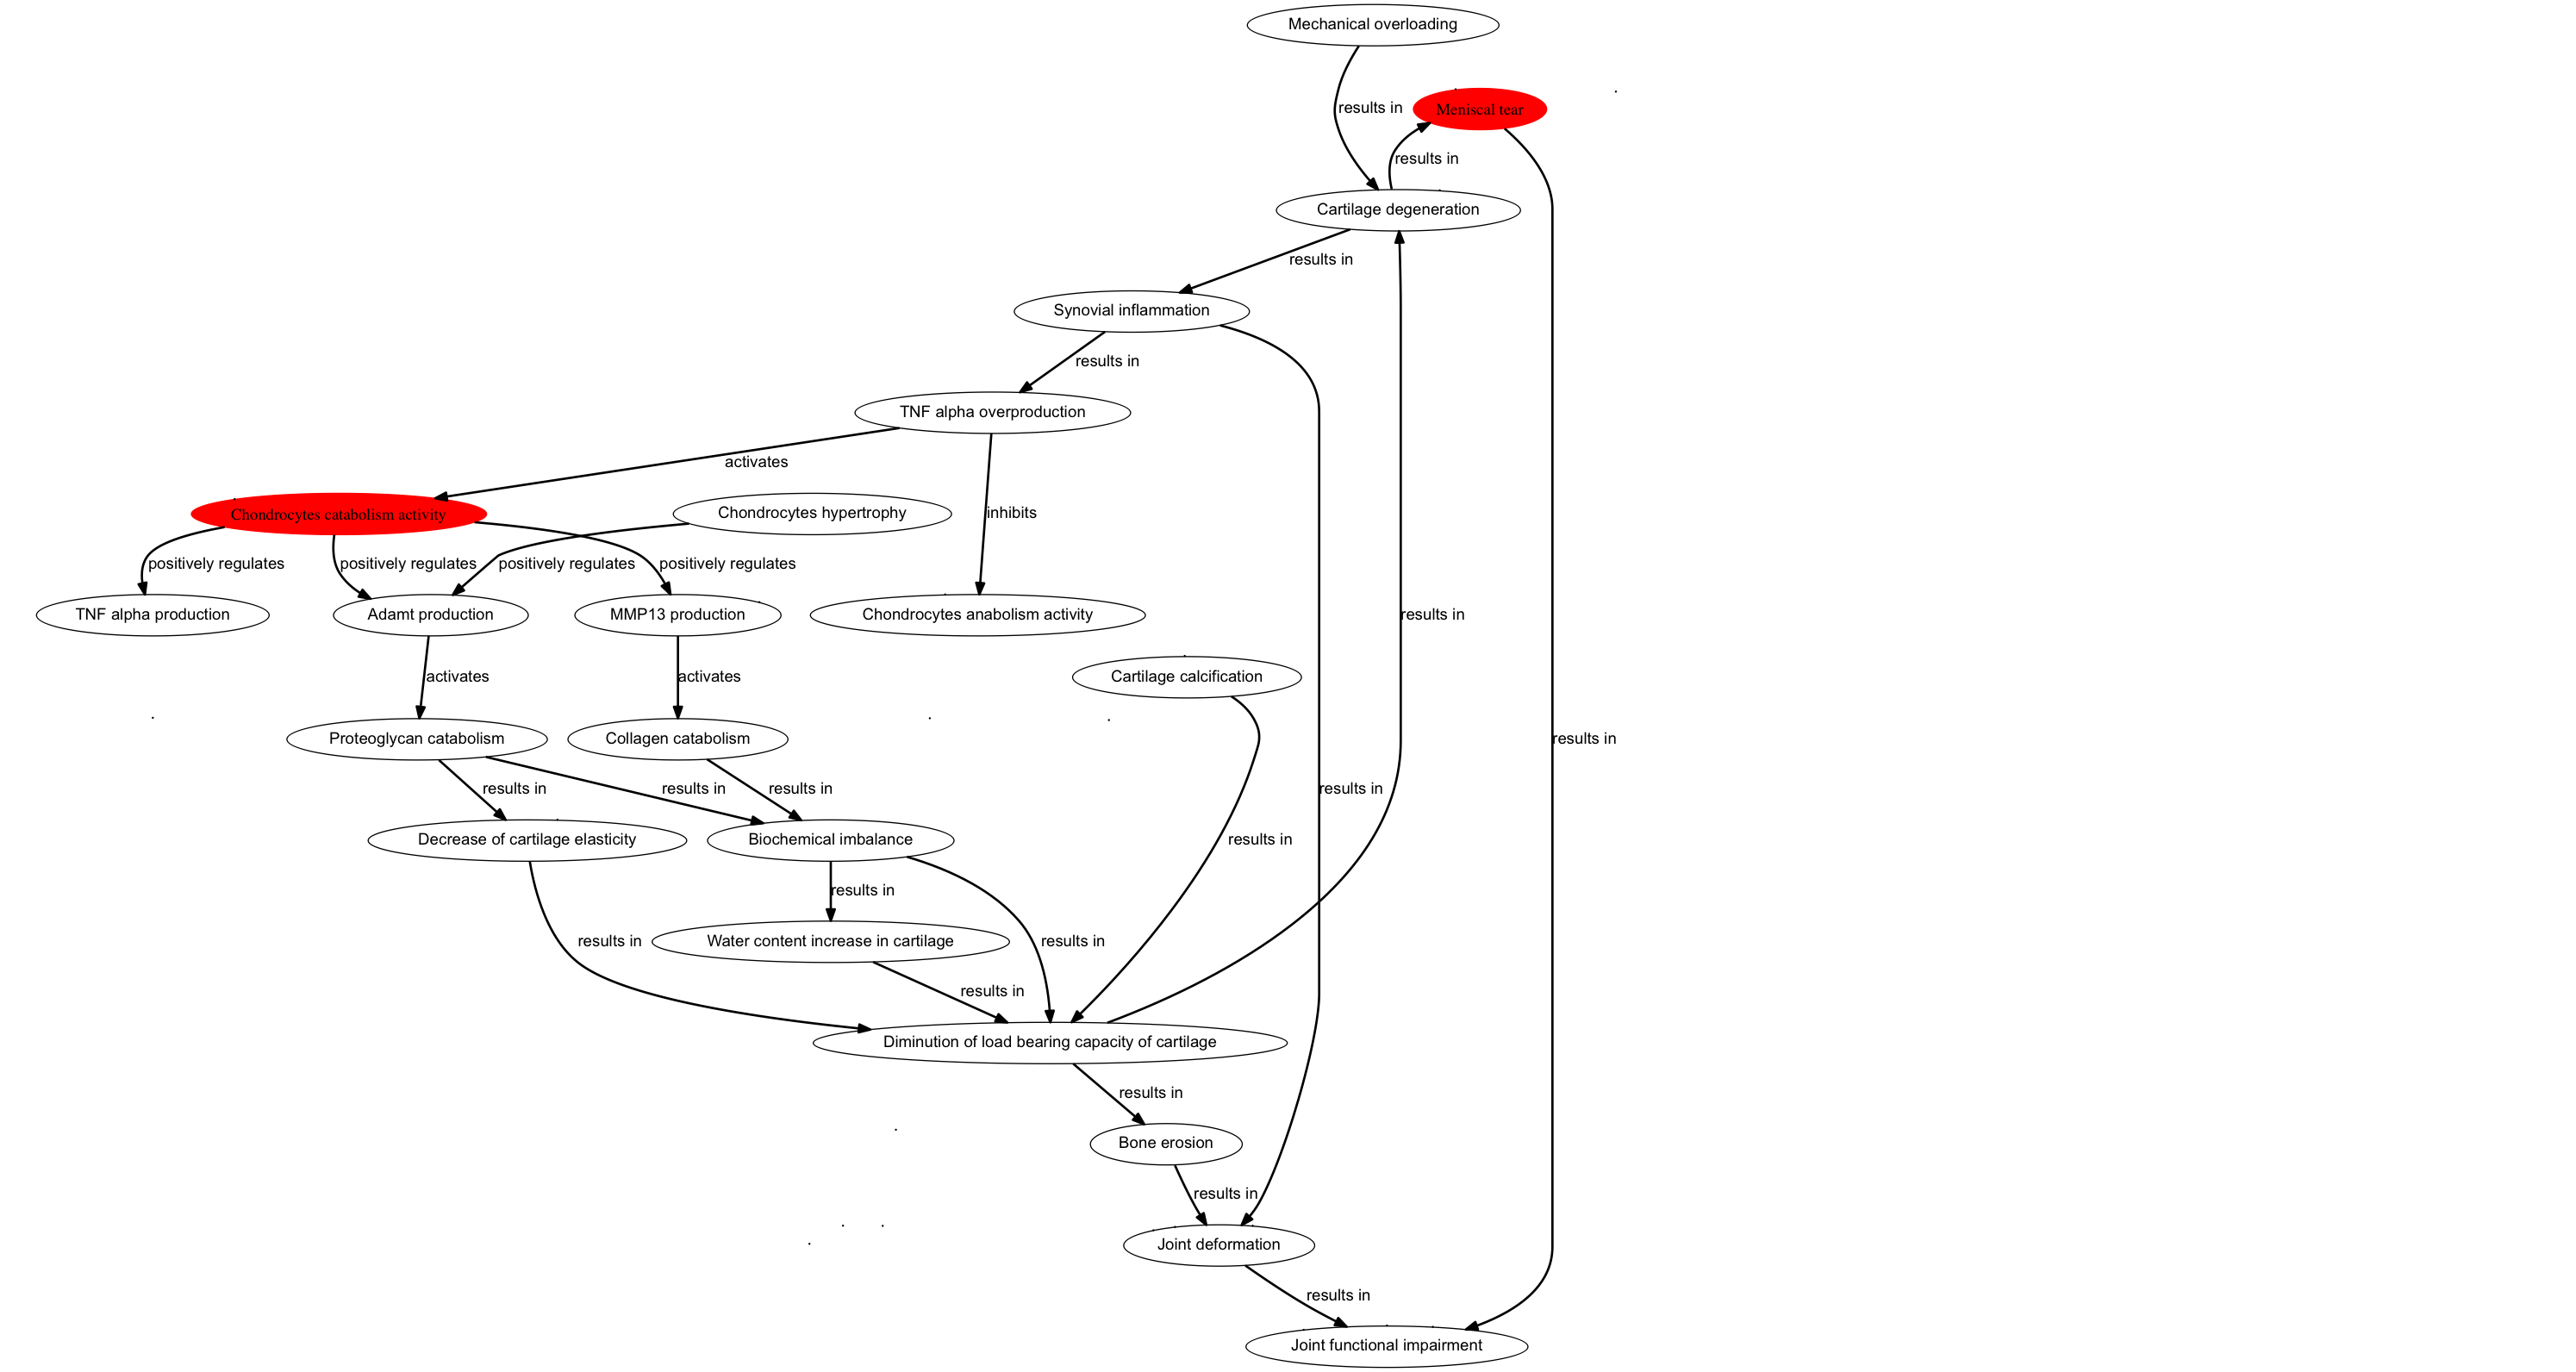 Mechanical overloading
results in
Meniscal tear
results in
Cartilage degeneration
results in
Synovial inflammation
results in
TNF alpha overproduction
activates
Chondrocytes catabolism activity
Chondrocytes hypertrophy
inhibits
positively regulates
positively regulates
positively regulates
positively regulates
TNF alpha production
Adamt production
MMP13 production
Chondrocytes anabolism activity
results in
activates
activates
Cartilage calcification
Proteoglycan catabolism
Collagen catabolism
results in
results in
results in
results in
results in
Decrease of cartilage elasticity
Biochemical imbalance
results in
results in
results in
Water content increase in cartilage
results in
results in
Diminution of load bearing capacity of cartilage
results in
Bone erosion
results in
Joint deformation
results in
Joint functional impairment